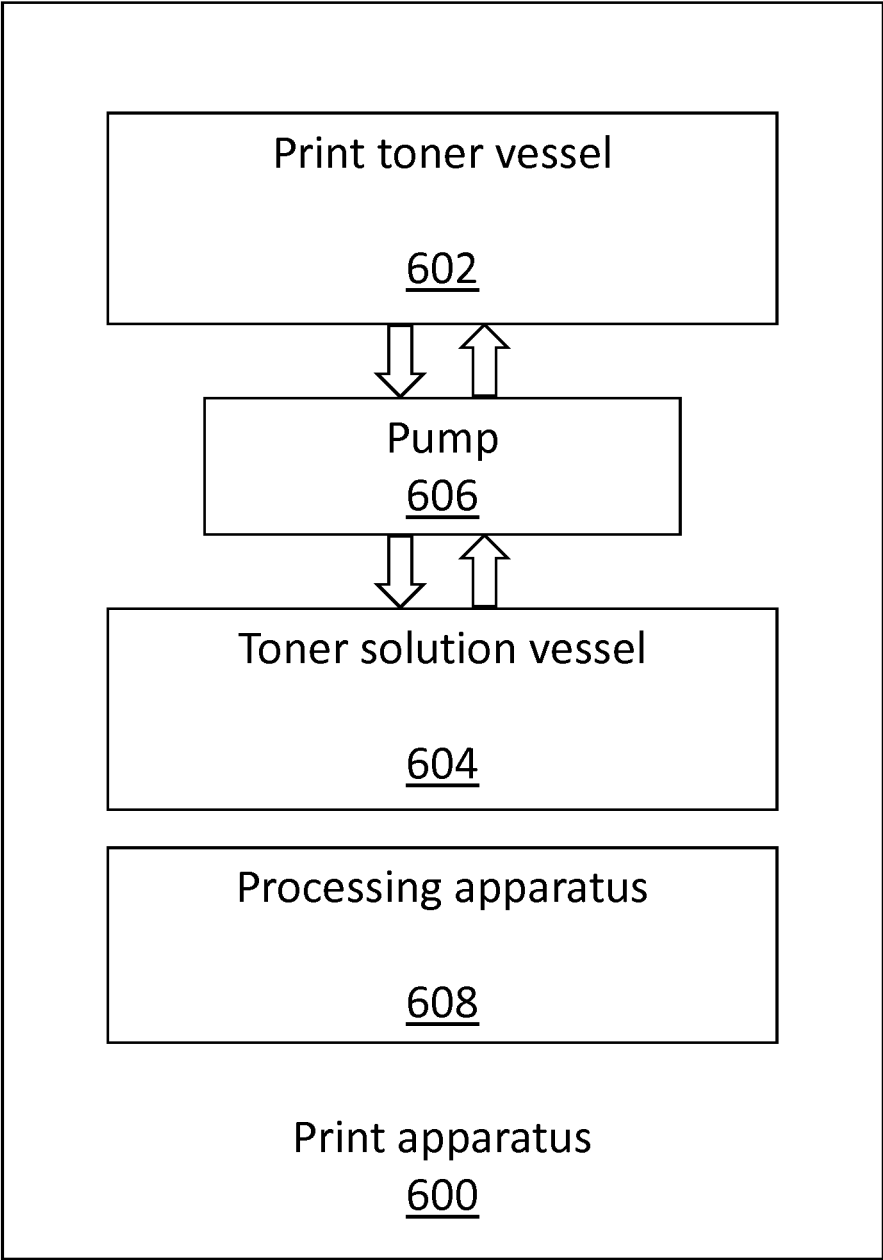 Print toner vessel
602
Pump
606
Toner solution vessel
604
Processing apparatus
608
Print apparatus
600